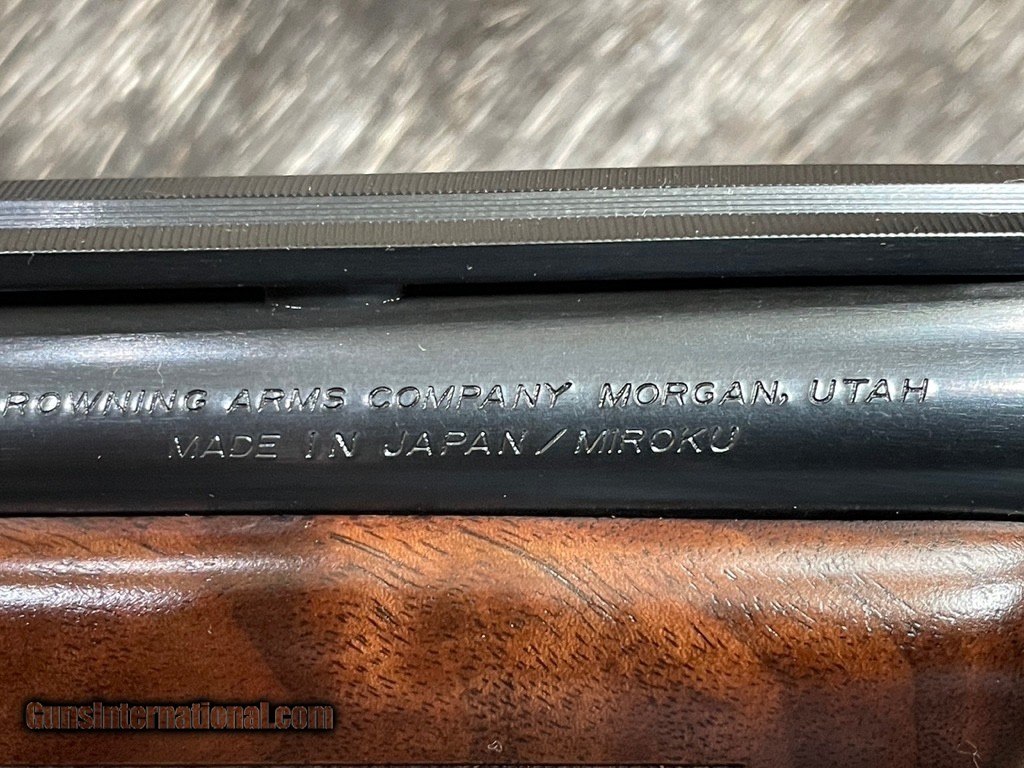 ROWNING ARMS COMPANY MORGAN, UTAH
MADE IN JAPAN/MIROKU
GunsInternational.com